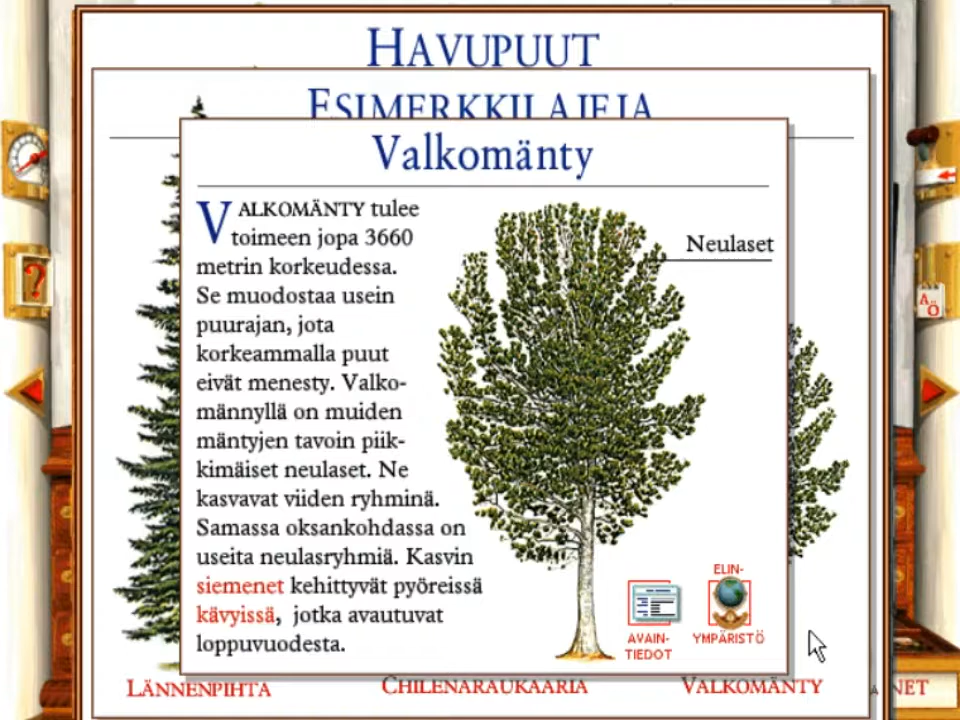 HAVUPUUT
ESIMERKKILAJEJA
Valkomänty
VALKOMÄNTY tulee
toimeen jopa 3660
metrin korkeudessa.
Se muodostaa usein
puurajan, jota
korkeammalla puut
eivät menesty. Valko-
männyllä on muiden
mäntyjen tavoin piik-
kimäiset neulaset. Ne
kasvavat viiden ryhminä.
Samassa oksankohdassa on
useita neulasryhmiä. Kasvin
siemenet kehittyvät pyöreissä
kävyissä, jotka avautuvat
loppuvuodesta.
Neulaset
?
A
Ö
AVAIN-
TIEDOT
ELIN-
YMPÄRISTÖ
LÄNNENPIHTA
CHILENARAUKAARIA
VALKOMÄNTY